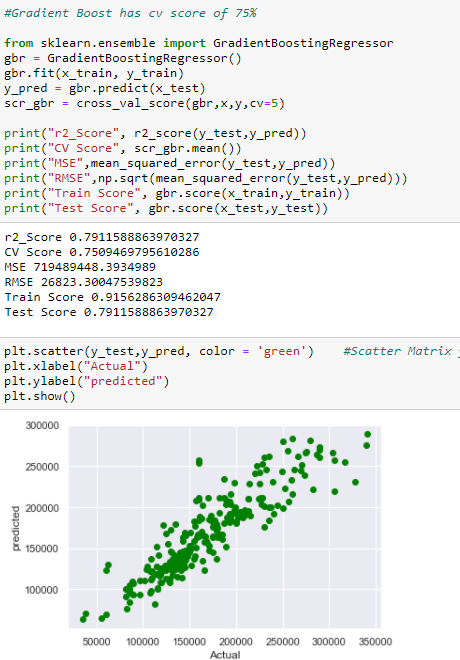 #Gradient Boost has cv score of 75%
from sklearn.ensemble import GradientBoostingRegressor
gbr = GradientBoostingRegressor()
gbr.fit(x_train, y_train)
y_pred = gbr.predict(x_test)
scr_gbr = cross_val_score(gbr,x,y,cv=5)
print("r2_Score", r2_score(y_test,y_pred))
print("CV Score", scr_gbr.mean())
print("MSE",mean_squared_error(y_test,y_pred))
print("RMSE",np.sqrt(mean_squared_error(y_test,y_pred)))
print("Train Score", gbr.score(x_train,y_train))
print("Test Score", gbr.score(x_test,y_test))
r2_Score 0.7911588863970327
CV Score 0.7509469795610286
MSE 719489448.3934989
RMSE 26823.30047539823
Train Score 0.9156286309462047
Test Score 0.7911588863970327
plt.scatter(y_test,y_pred, color = 'green') #Scatter Matrix
plt.xlabel("Actual")
plt.ylabel("predicted")
plt.show()
300000
250000
200000
150000
100000
predicted
50000 100000 150000 200000 250000 300000 350000
Actual